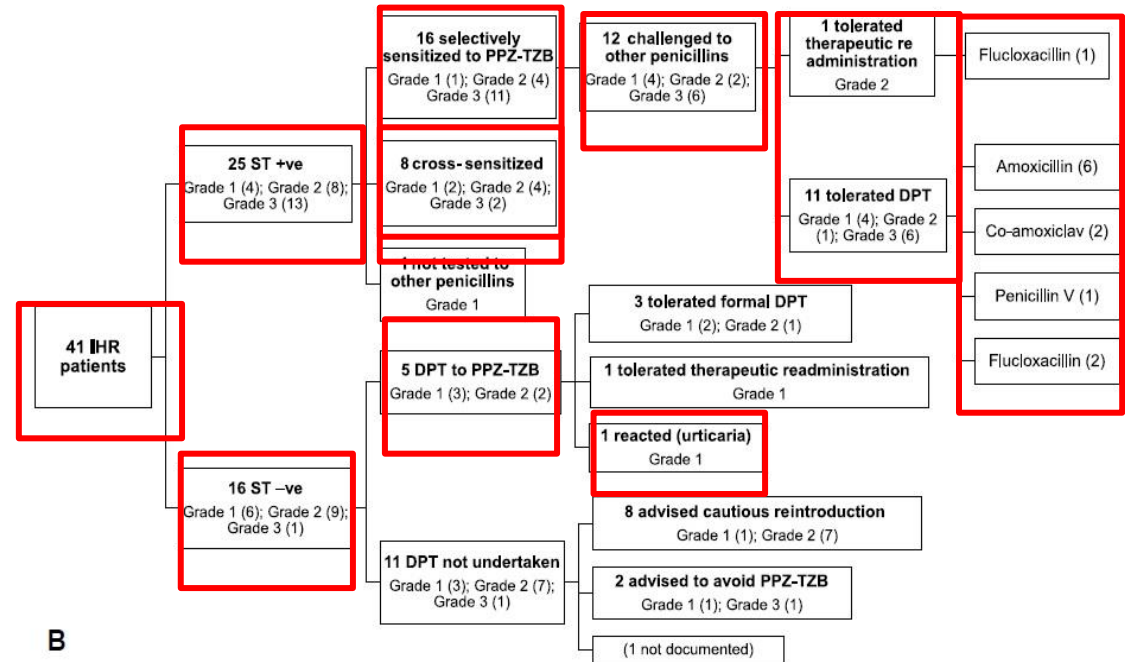 16 selectively
sensitized to PPZ-TZB
Grade 1 (1); Grade 2 (4)
Grade 3 (11)
12 challenged to
other penicillins
Grade 1 (4); Grade 2 (2);
Grade 3 (6)
1 tolerated
therapeutic re
administration
Grade 2
Flucloxacillin (1)
25 ST +ve
Grade 1 (4); Grade 2 (8);
Grade 3 (13)
8 cross-sensitized
Grade 1 (2); Grade 2 (4);
Grade 3 (2)
11 tolerated DPT
Grade 1 (4); Grade 2
(1); Grade 3 (6)
Amoxicillin (6)
Co-amoxiclav (2)
Penicillin V (1)
Flucloxacillin (2)
1 not tested to
other penicillins
Grade 1
41 IHR
patients
3 tolerated formal DPT
Grade 1 (2); Grade 2 (1)
5 DPT to PPZ-TZB
Grade 1 (3); Grade 2 (2)
1 tolerated therapeutic readministration
Grade 1
1 reacted (urticaria)
Grade 1
16 ST –ve
Grade 1 (6); Grade 2 (9);
Grade 3 (1)
8 advised cautious reintroduction
Grade 1 (1); Grade 2 (7)
11 DPT not undertaken
Grade 1 (3); Grade 2 (7);
Grade 3 (1)
2 advised to avoid PPZ-TZB
Grade 1 (1); Grade 3 (1)
(1 not documented)
B